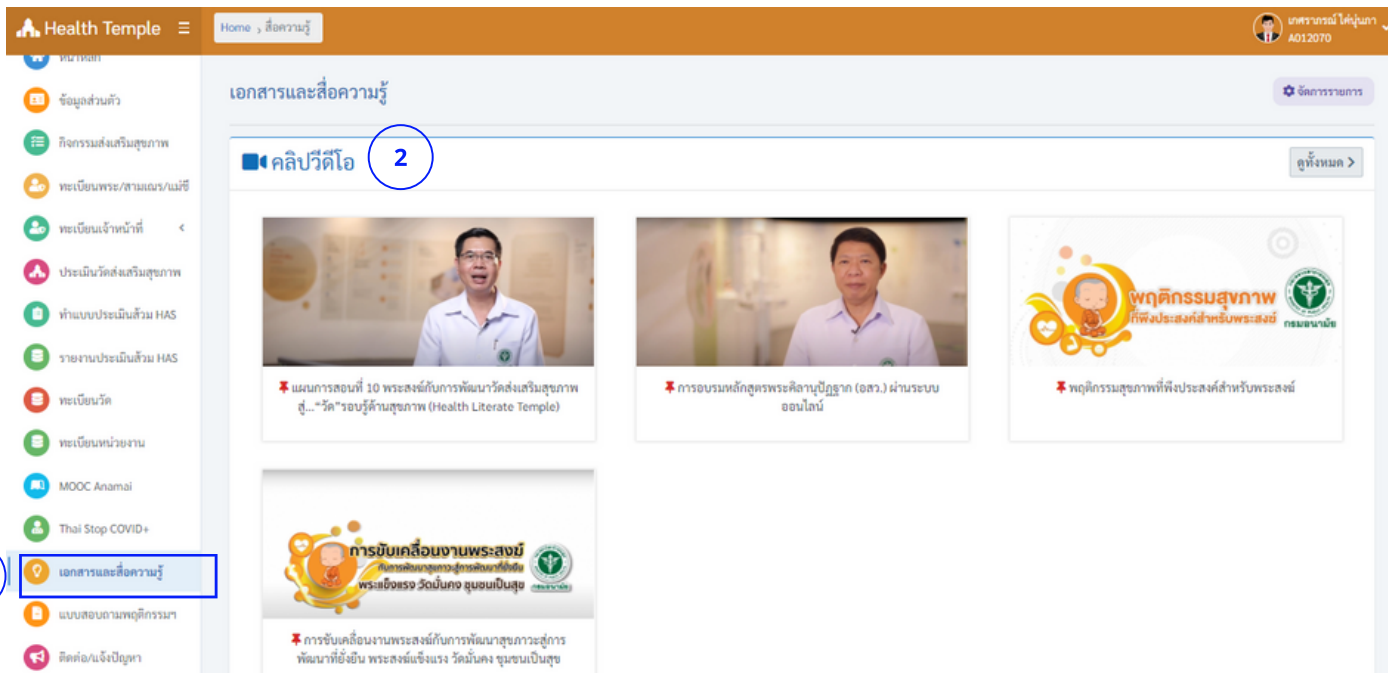 Health Temple
Home › สื่อความรู้
เกศราภรณ์ ใต่ปุนภา
A012070
หน้าหลัก
ข้อมูลส่วนตัว
กิจกรรมส่งเสริมสุขภาพ
ทะเบียนพระ/สามเณร/แม่ชี
ทะเบียนเจ้าหน้าที่
ประเมินวัดส่งเสริมสุขภาพ
ทำแบบประเมินส้วม HAS
รายงานประเมินส้วม HAS
ทะเบียนวัด
ทะเบียนหน่วยงาน
MOOC Anamai
Thai Stop COVID+
เอกสารและสื่อความรู้
แบบสอบถามพฤติกรรมฯ
ติดต่อ/แจ้งปัญหา
เอกสารและสื่อความรู้
จัดการรายการ
คลิปวีดีโอ
2
ดูทั้งหมด >
แผนการสอนที่ 10 พระสงฆ์กับการพัฒนาวัดส่งเสริมสุขภาพ
สู่...“วัด”รอบรู้ด้านสุขภาพ (Health Literate Temple)
การอบรมหลักสูตรพระคิลานุปัฏฐาก (อสว.) ผ่านระบบ
ออนไลน์
พฤติกรรมสุขภาพ
ที่พึงประสงค์สำหรับพระสงฆ์
กรมอนามัย
พฤติกรรมสุขภาพที่พึงประสงค์สำหรับพระสงฆ์
การขับเคลื่อนงานพระสงฆ์
กับการพัฒนาสุขภาวะสู่การพัฒนาที่ยั่งยืน
พระแข็งแรง วัดมั่นคง ชุมชนเป็นสุข
กรมอนามัย
การขับเคลื่อนงานพระสงฆ์กับการพัฒนาสุขภาวะสู่การ
พัฒนาที่ยั่งยืน พระสงฆ์แข็งแรง วัดมั่นคง ชุมชนเป็นสุข